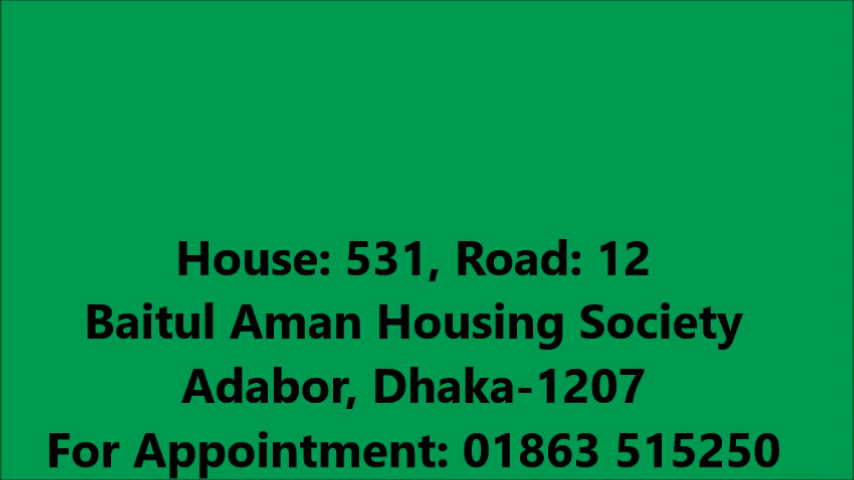 House: 531, Road: 12
Baitul Aman Housing Society
Adabor, Dhaka-1207
For Appointment: 01863 515250